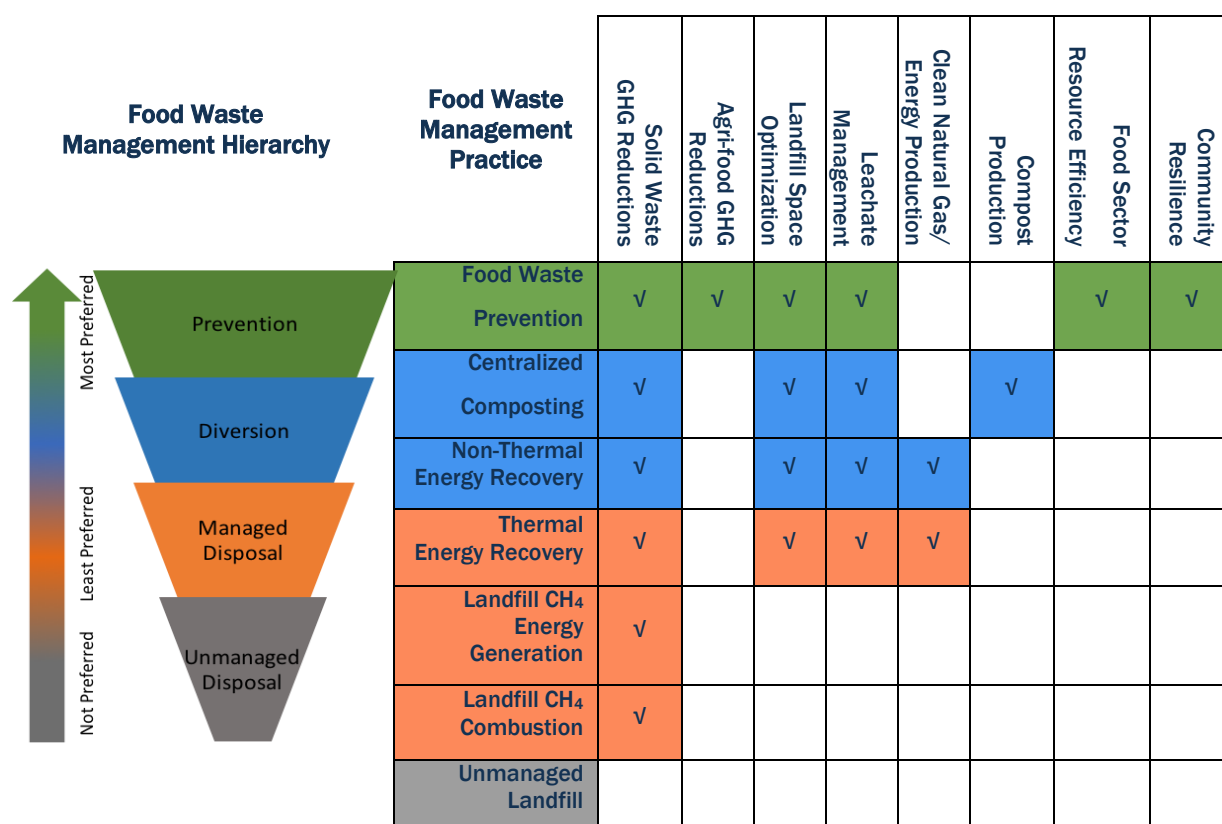 Food Waste
Management Hierarchy
Food Waste
Management
Practice
Solid Waste
GHG Reductions
Agri-food GHG
Reductions
Landfill Space
Optimization
Leachate
Management
Clean Natural Gas/
Energy Production
Compost
Production
Food Sector
Resource Efficiency
Community
Resilience
Most Preferred
Least Preferred
Not Preferred
Prevention
Diversion
Managed
Disposal
Unmanaged
Disposal
Food Waste
Prevention
√ √ √ √ √ √
Centralized
Composting
√ √ √ √
Non-Thermal
Energy Recovery
√ √ √ √
Thermal
Energy Recovery
√ √ √ √
Landfill CH₄
Energy
Generation
√
Landfill CH₄
Combustion
√
Unmanaged
Landfill